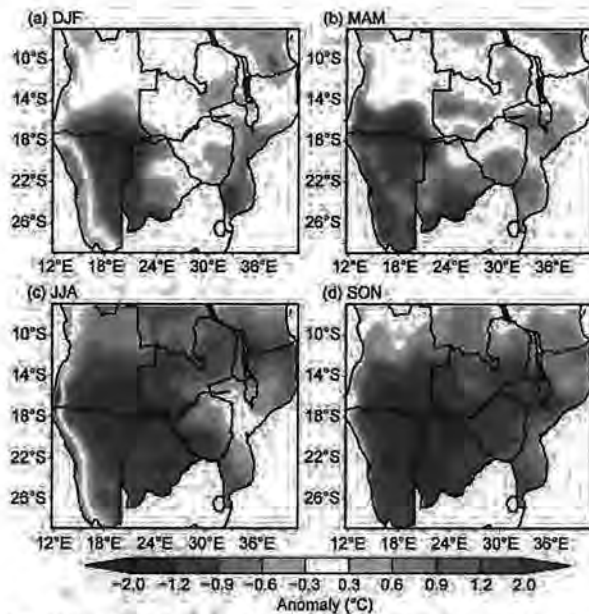 (a) DJF
(b) MAM
10°S
14°S
18°S
22°S
26°S
10°S
14°S
18°S
22°S
26°S
12°E 18°E 24°E 30°E 36°E
12°E 18°E 24°E 30°E 36°E
(c) JJA
(d) SON
10°S
14°S
18°S
22°S
26°S
10°S
14°S
18°S
22°S
26°S
12°E 18°E 24°E 30°E 36°E
12°E 18°E 24°E 30°E 36°E
−2.0 −1.2 −0.9 −0.6 −0.3 0.3 0.6 0.9 1.2 2.0
Anomaly (°C)